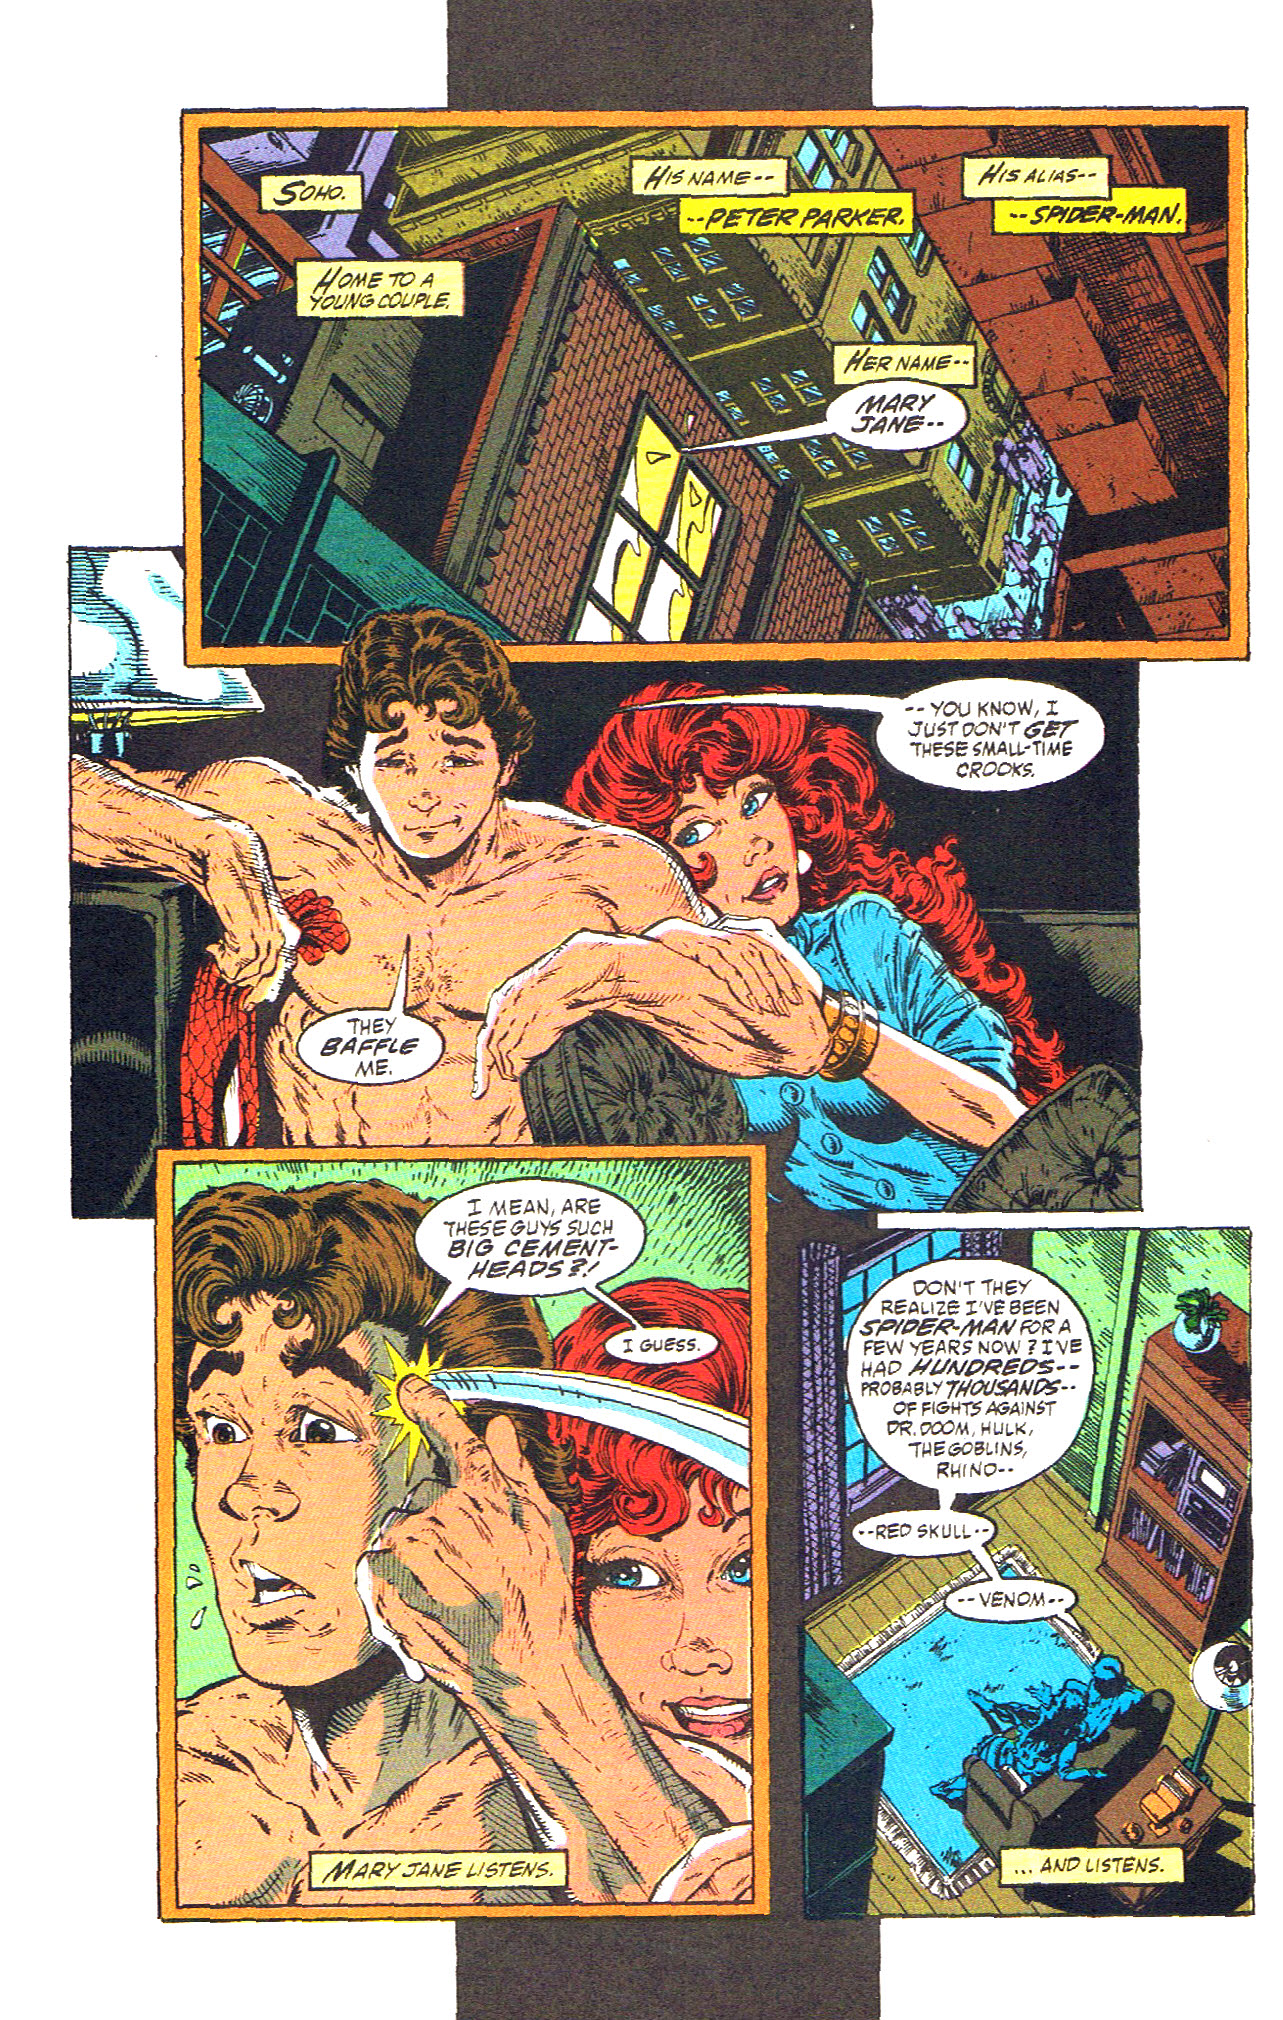 SOHO.
HOME TO A
YOUNG COUPLE.
HIS NAME--
--PETER PARKER.
HIS ALIAS--
--SPIDER-MAN.
HER NAME--
MARY
JANE--
-- YOU KNOW, I
JUST DON'T GET
THESE SMALL-TIME
CROOKS.
THEY
BAFFLE
ME.
I MEAN, ARE
THESE GUYS SUCH
BIG CEMENT-
HEADS?!
I GUESS.
MARY JANE LISTENS.
DON'T THEY
REALIZE I'VE BEEN
SPIDER-MAN FOR A
FEW YEARS NOW? I'VE
HAD HUNDREDS--
PROBABLY THOUSANDS--
OF FIGHTS AGAINST
DR. DOOM, HULK,
THE GOBLINS,
RHINO--
--RED SKULL--
--VENOM--
... AND LISTENS.